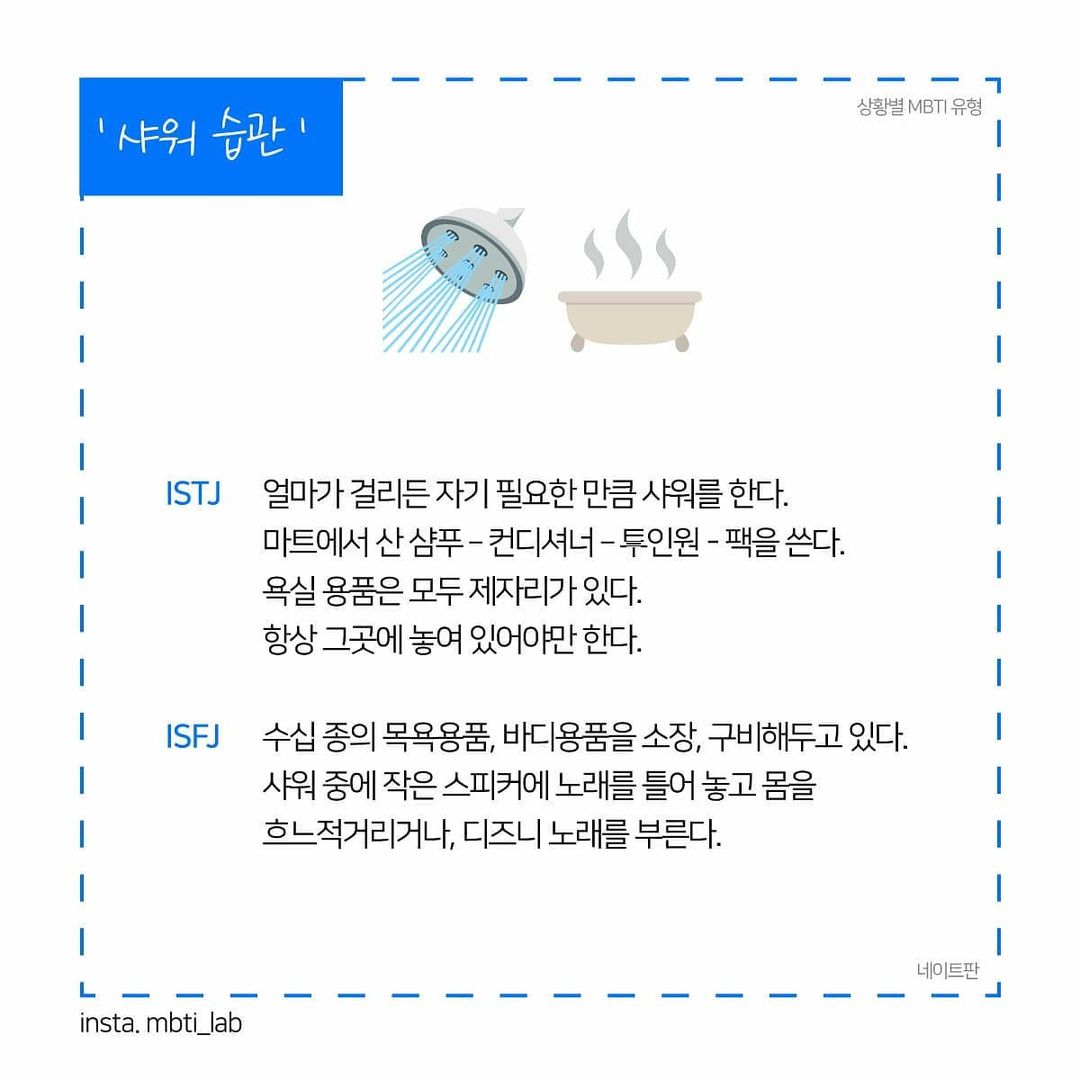 ' 샤워 습관 '
상황별 MBTI 유형
ISTJ 얼마가 걸리든 자기 필요한 만큼 샤워를 한다.
마트에서 산 샴푸 – 컨디셔너 – 투인원 - 팩을 쓴다.
욕실 용품은 모두 제자리가 있다.
항상 그곳에 놓여 있어야만 한다.
ISFJ 수십 종의 목욕용품, 바디용품을 소장, 구비해두고 있다.
샤워 중에 작은 스피커에 노래를 틀어 놓고 몸을
흐느적거리거나, 디즈니 노래를 부른다.
네이트판
insta. mbti_lab